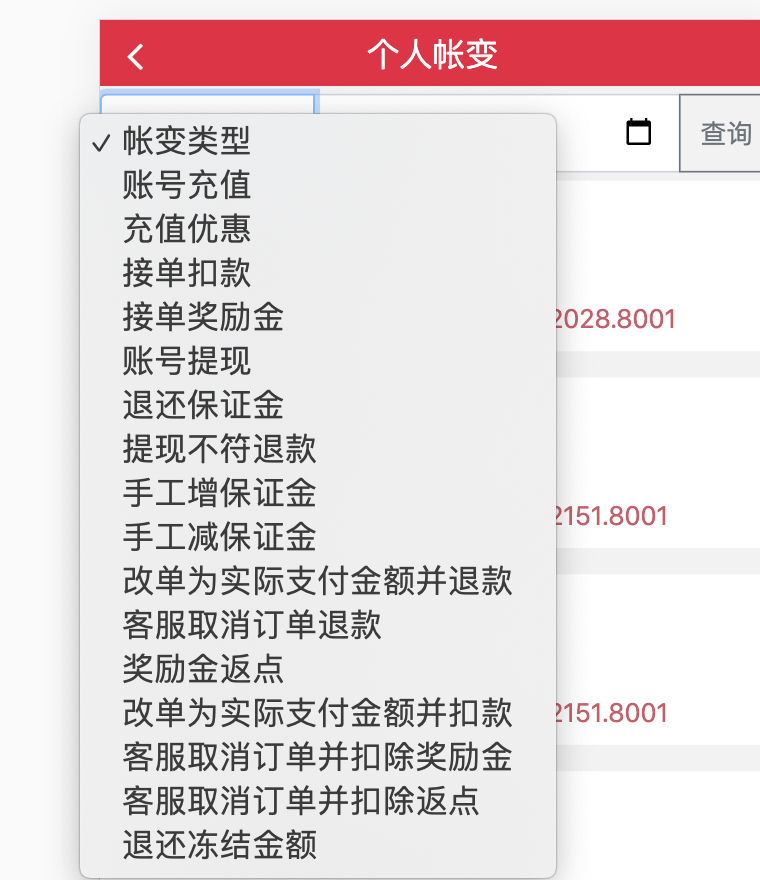 个人帐变
查询
帐变类型
账号充值
充值优惠
接单扣款
接单奖励金
2028.8001
账号提现
退还保证金
提现不符退款
手工增保证金
2151.8001
手工减保证金
改单为实际支付金额并退款
客服取消订单退款
奖励金返点
改单为实际支付金额并扣款
2151.8001
客服取消订单并扣除奖励金
客服取消订单并扣除返点
退还冻结金额